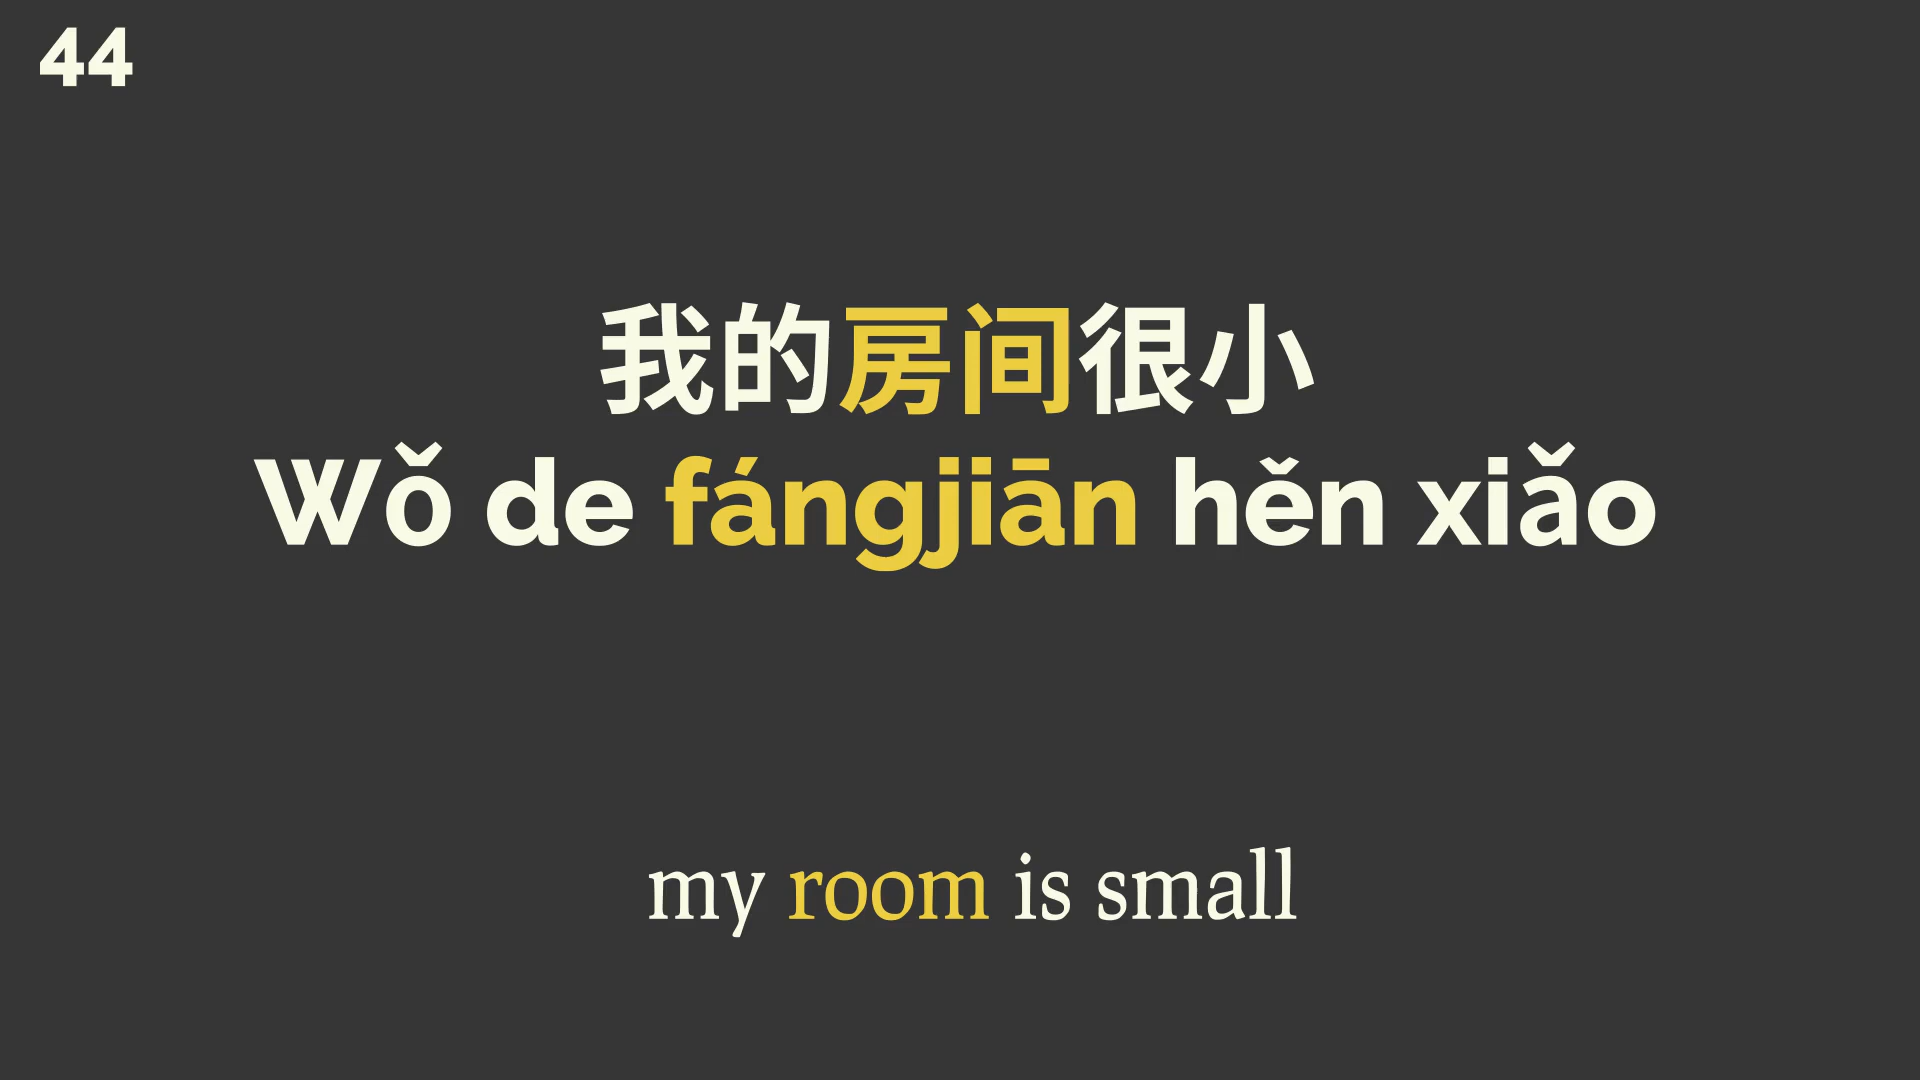 44
我的房间很小
Wǒ de fángjiān hěn xiǎo
my room is small